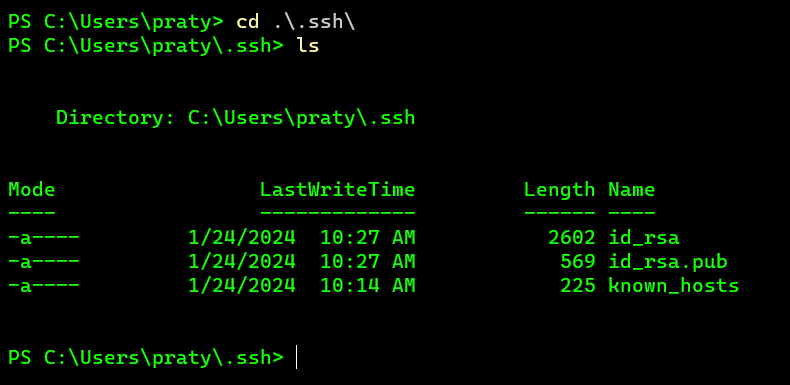 PS C:\Users\praty> cd .\.ssh\
PS C:\Users\praty\.ssh> ls
Directory: C:\Users\praty\.ssh
Mode                 LastWriteTime         Length Name
----                 -------------         ------ ----
-a----         1/24/2024  10:27 AM           2602 id_rsa
-a----         1/24/2024  10:27 AM            569 id_rsa.pub
-a----         1/24/2024  10:14 AM            225 known_hosts
PS C:\Users\praty\.ssh>